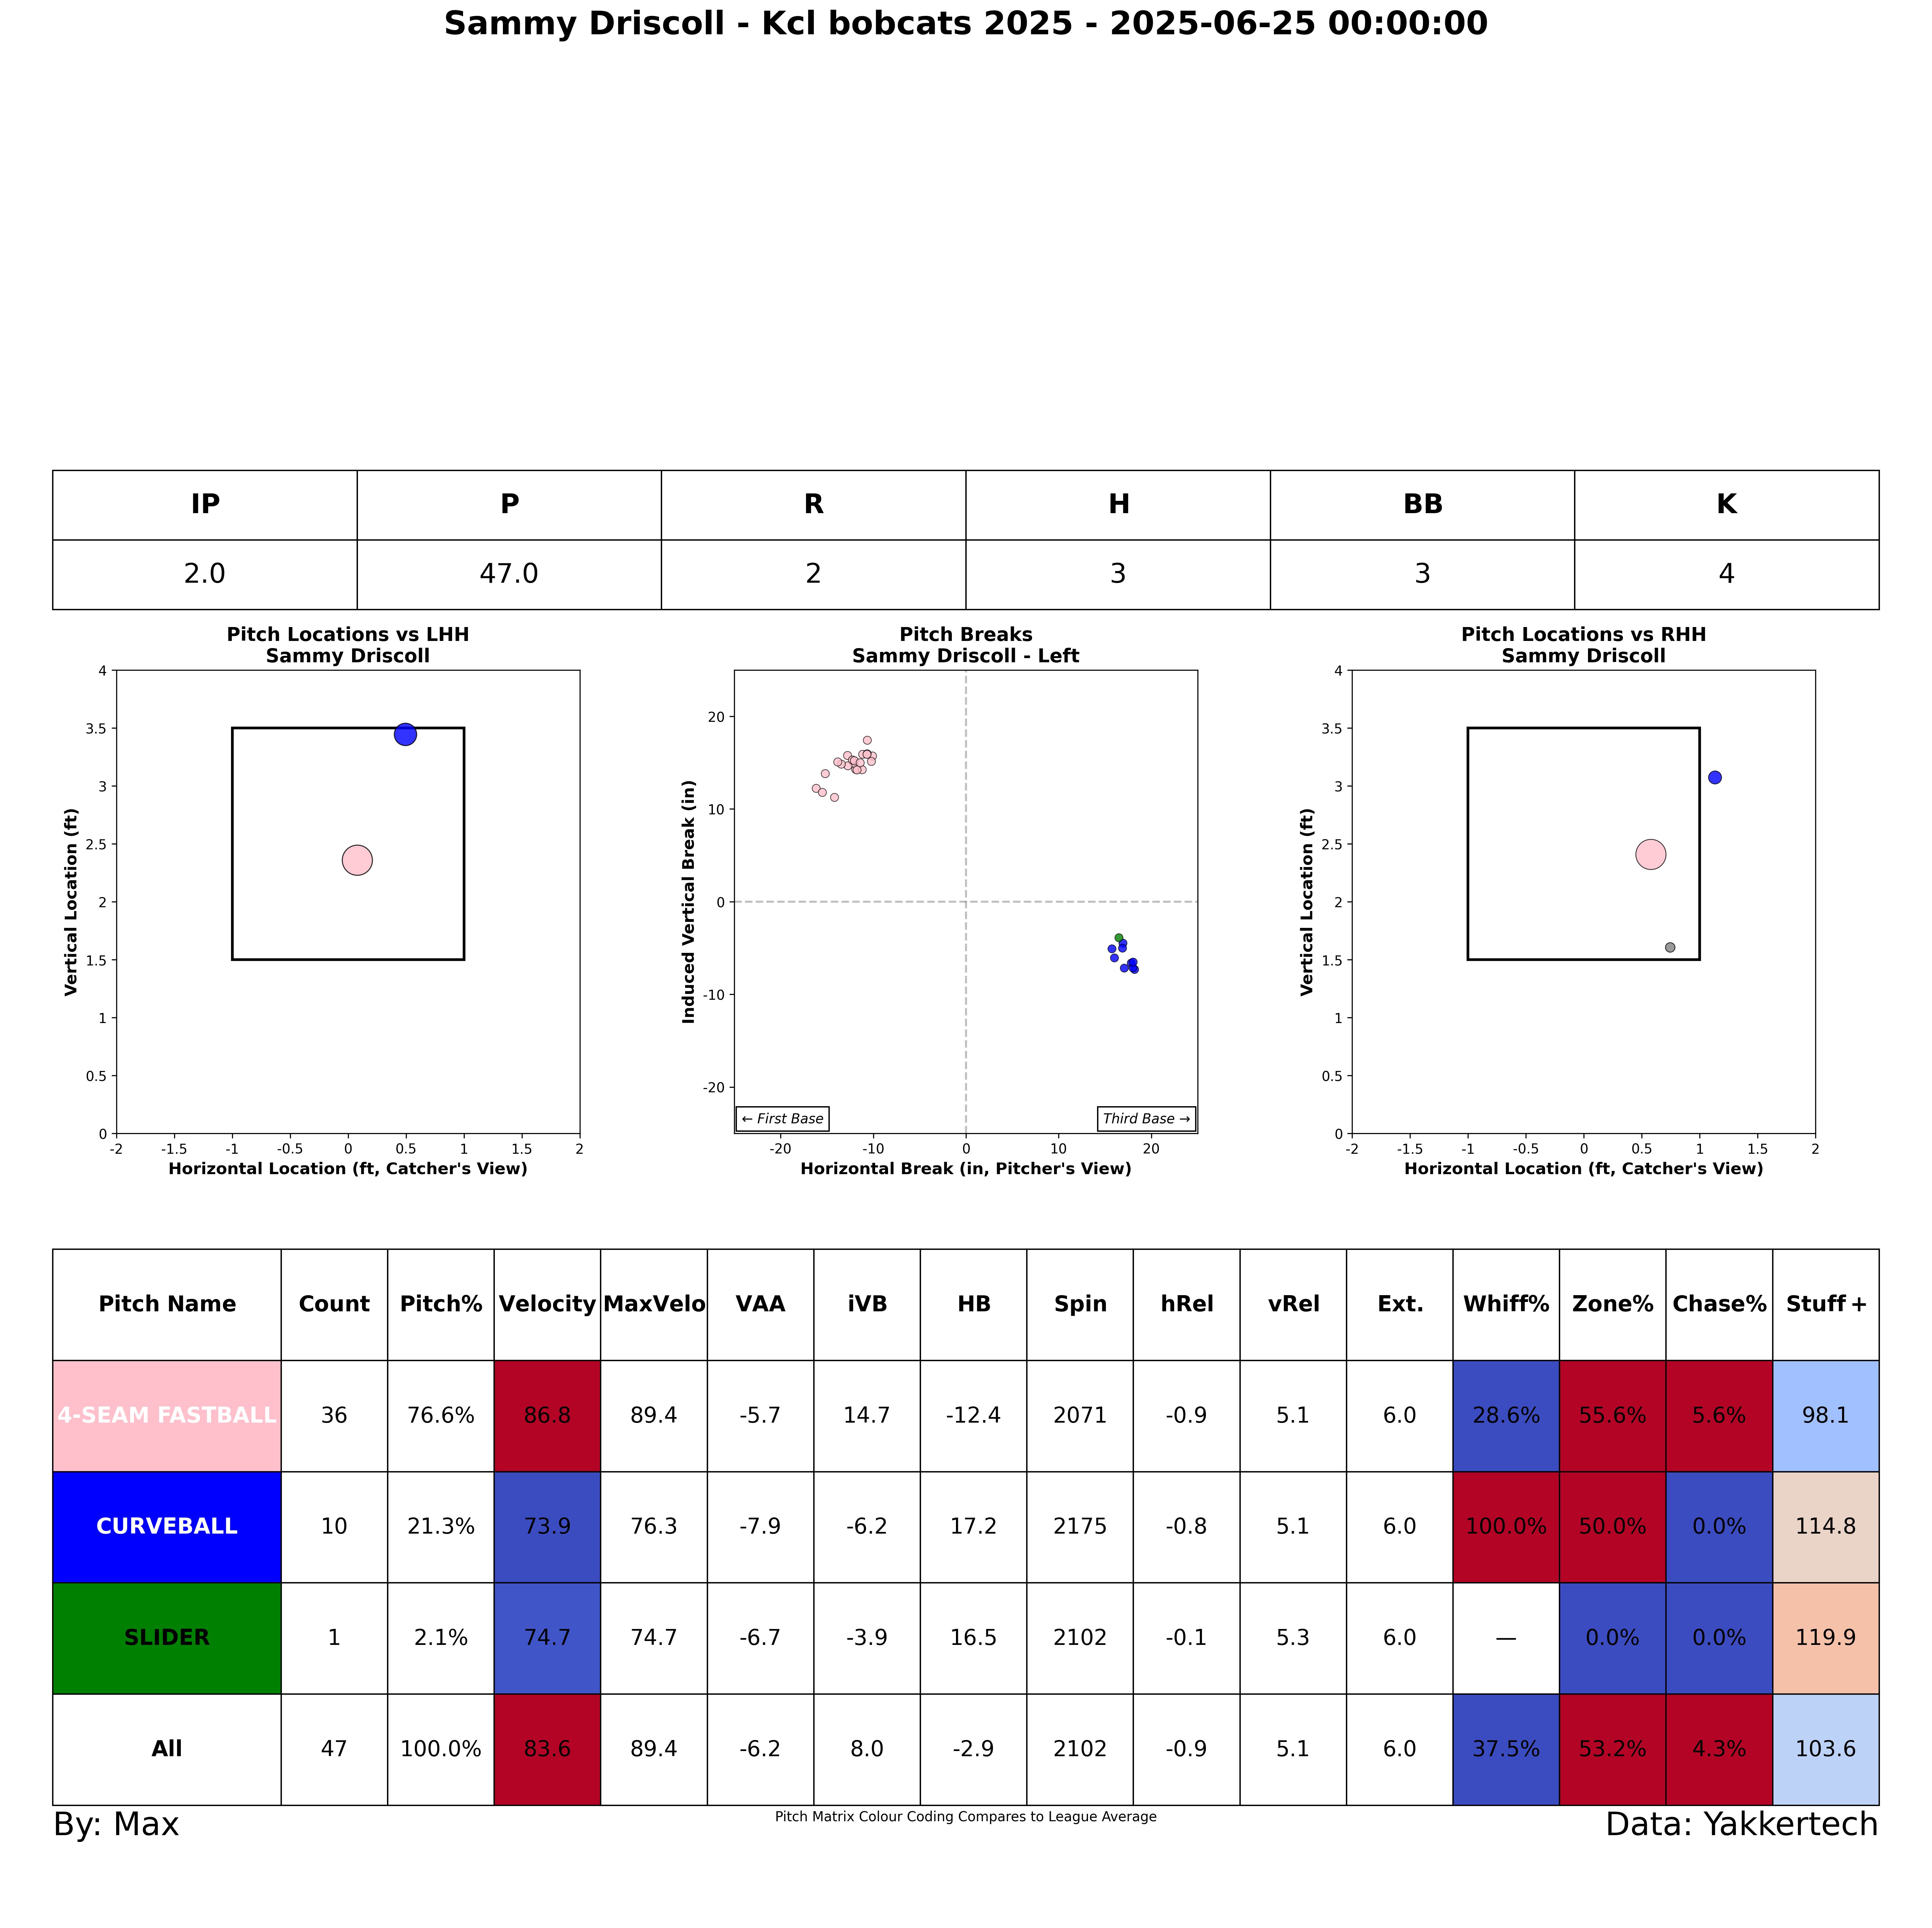 Sammy Driscoll - Kcl bobcats 2025 - 2025-06-25 00:00:00
IP P R H BB K
2.0 47.0 2 3 3 4
Pitch Locations vs LHH
Sammy Driscoll
4
3.5
3
2.5
2
1.5
1
0.5
0
-2 -1.5 -1 -0.5 0 0.5 1 1.5 2
Vertical Location (ft)
Horizontal Location (ft, Catcher's View)
Pitch Breaks
Sammy Driscoll - Left
20
10
0
-10
-20
← First Base Third Base →
-20 -10 0 10 20
Induced Vertical Break (in)
Horizontal Break (in, Pitcher's View)
Pitch Locations vs RHH
Sammy Driscoll
4
3.5
3
2.5
2
1.5
1
0.5
0
-2 -1.5 -1 -0.5 0 0.5 1 1.5 2
Vertical Location (ft)
Horizontal Location (ft, Catcher's View)
Pitch Name Count Pitch% Velocity MaxVelo VAA iVB HB Spin hRel vRel Ext. Whiff% Zone% Chase% Stuff+
4-SEAM FASTBALL 36 76.6% 86.8 89.4 -5.7 14.7 -12.4 2071 -0.9 5.1 6.0 28.6% 55.6% 5.6% 98.1
CURVEBALL 10 21.3% 73.9 76.3 -7.9 -6.2 17.2 2175 -0.8 5.1 6.0 100.0% 50.0% 0.0% 114.8
SLIDER 1 2.1% 74.7 74.7 -6.7 -3.9 16.5 2102 -0.1 5.3 6.0 — 0.0% 0.0% 119.9
All 47 100.0% 83.6 89.4 -6.2 8.0 -2.9 2102 -0.9 5.1 6.0 37.5% 53.2% 4.3% 103.6
By: Max
Pitch Matrix Colour Coding Compares to League Average
Data: Yakkertech